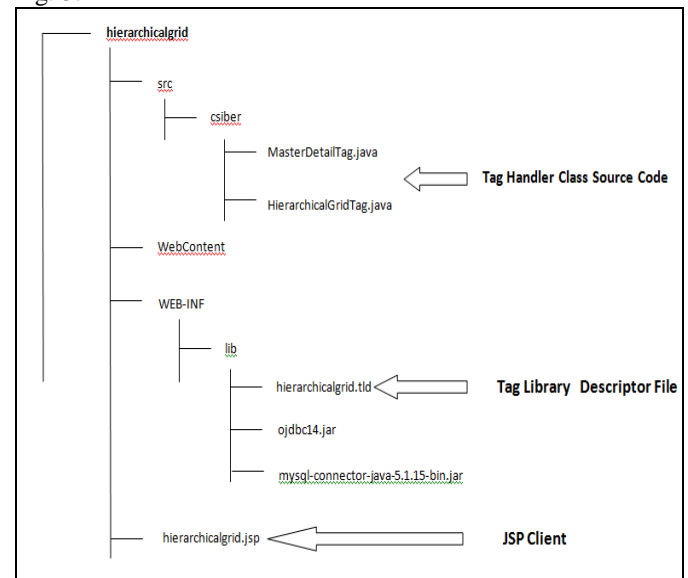 hierarchicalgrid
src
csiber
MasterDetailTag.java
Tag Handler Class Source Code
HierarchicalGridTag.java
WebContent
WEB-INF
lib
hierarchicalgrid.tld
Tag Library Descriptor File
ojdbc14.jar
mysql-connector-java-5.1.15-bin.jar
hierarchicalgrid.jsp
JSP Client